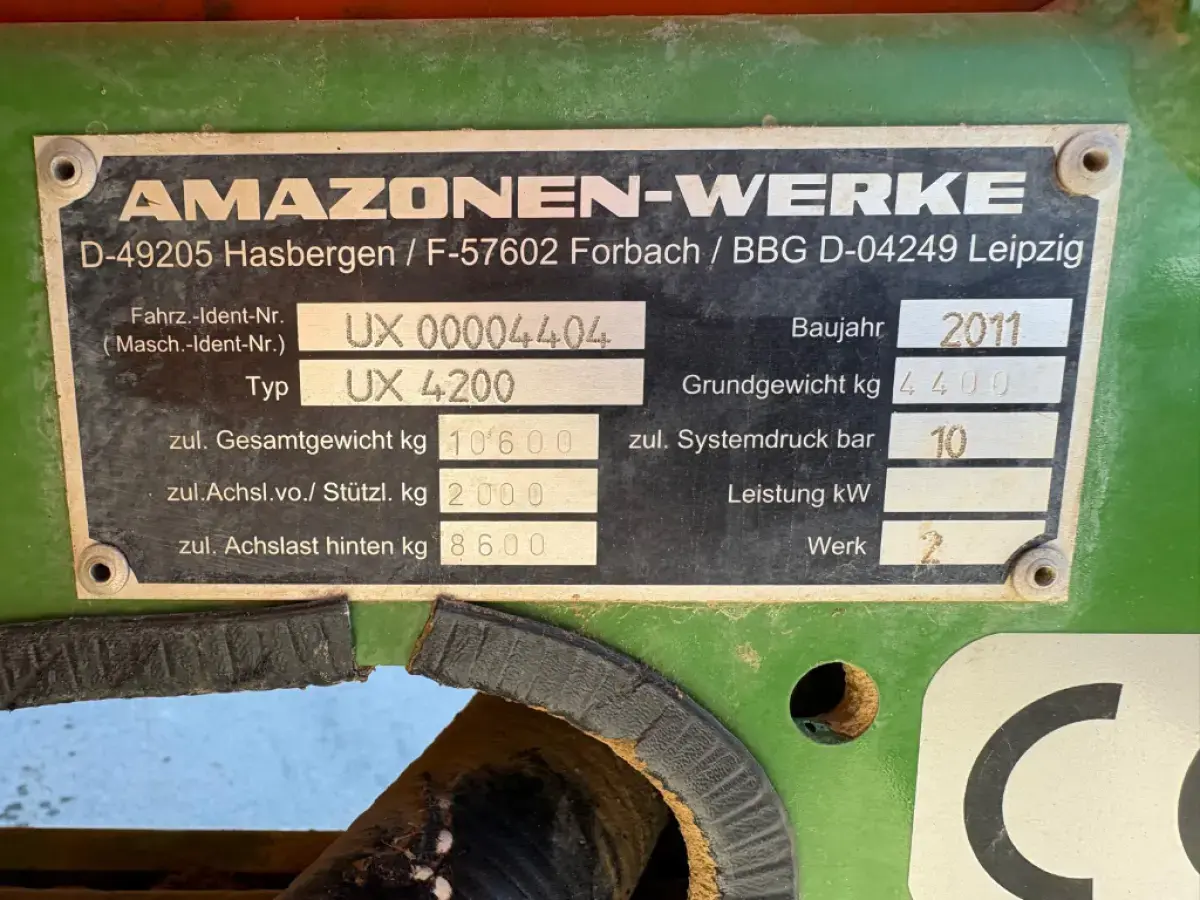 AMAZONEN-WERKE
D-49205 Hasbergen / F-57602 Forbach / BBG D-04249 Leipzig
Fahrz.-Ident-Nr.
(Masch.-Ident-Nr.) UX 00004404 Baujahr 2011
Typ UX 4200 Grundgewicht kg 4400
zul. Gesamtgewicht kg 10600 zul. Systemdruck bar 10
zul.Achsl.vo./ Stützl. kg 2000 Leistung kW
zul. Achslast hinten kg 8600 Werk 2
C